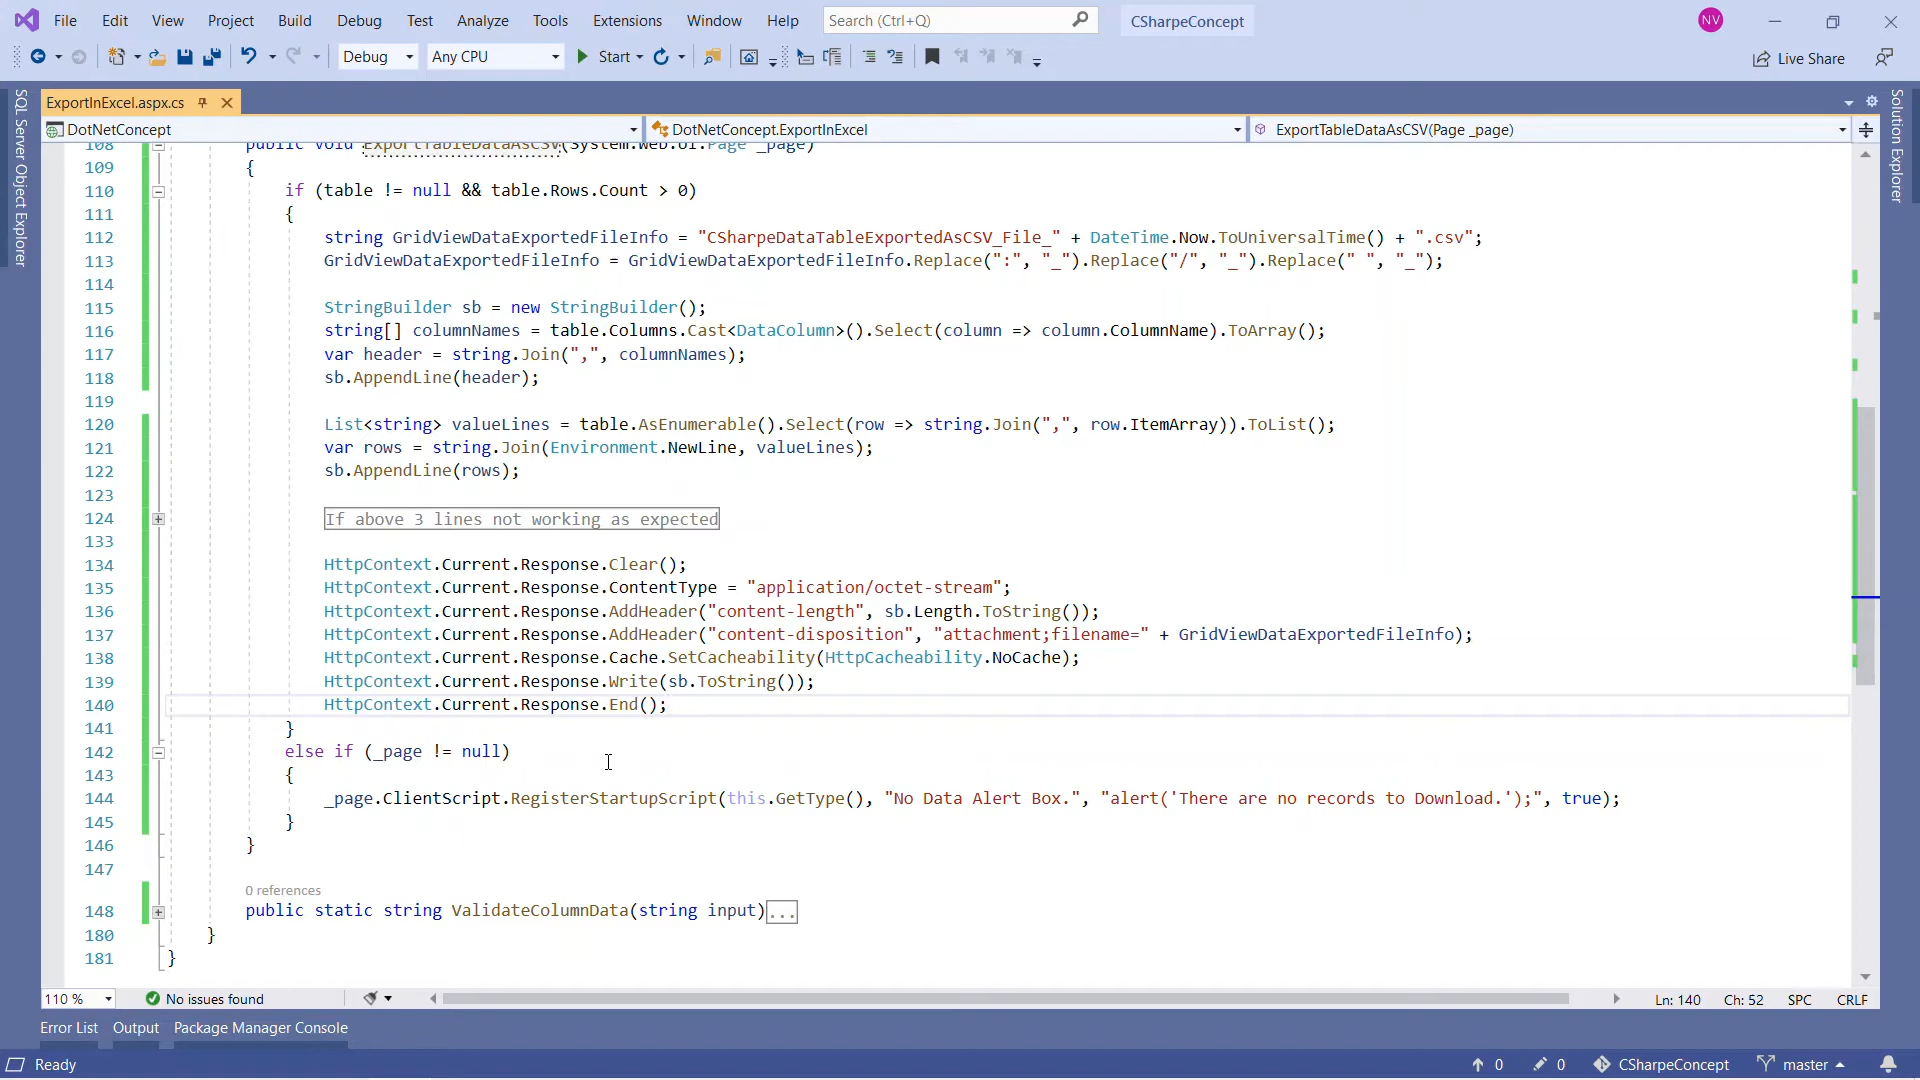 File Edit View Project Build Debug Test Analyze Tools Extensions Window Help Search (Ctrl+Q) CSharpeConcept NV
Debug Any CPU Start Live Share
SQL Server Object Explorer
Solution Explorer
ExportInExcel.aspx.cs
DotNetConcept DotNetConcept.ExportInExcel ExportTableDataAsCSV(Page _page)
108 public void ExportTableDataAsCSV(System.Web.UI.Page _page)
109 {
110 if (table != null && table.Rows.Count > 0)
111 {
112 string GridViewDataExportedFileInfo = "CSharpeDataTableExportedAsCSV_File_" + DateTime.Now.ToUniversalTime() + ".csv";
113 GridViewDataExportedFileInfo = GridViewDataExportedFileInfo.Replace(":", "_").Replace("/", "_").Replace(" ", "_");
114
115 StringBuilder sb = new StringBuilder();
116 string[] columnNames = table.Columns.Cast<DataColumn>().Select(column => column.ColumnName).ToArray();
117 var header = string.Join(",", columnNames);
118 sb.AppendLine(header);
119
120 List<string> valueLines = table.AsEnumerable().Select(row => string.Join(",", row.ItemArray)).ToList();
121 var rows = string.Join(Environment.NewLine, valueLines);
122 sb.AppendLine(rows);
123
124 If above 3 lines not working as expected
133
134 HttpContext.Current.Response.Clear();
135 HttpContext.Current.Response.ContentType = "application/octet-stream";
136 HttpContext.Current.Response.AddHeader("content-length", sb.Length.ToString());
137 HttpContext.Current.Response.AddHeader("content-disposition", "attachment;filename=" + GridViewDataExportedFileInfo);
138 HttpContext.Current.Response.Cache.SetCacheability(HttpCacheability.NoCache);
139 HttpContext.Current.Response.Write(sb.ToString());
140 HttpContext.Current.Response.End();
141 }
142 else if (_page != null)
143 {
144 _page.ClientScript.RegisterStartupScript(this.GetType(), "No Data Alert Box.", "alert('There are no records to Download.');", true);
145 }
146 }
147
0 references
148 public static string ValidateColumnData(string input)...
180 }
181 }
110 % No issues found Ln: 140 Ch: 52 SPC CRLF
Error List Output Package Manager Console
Ready 0 0 CSharpeConcept master